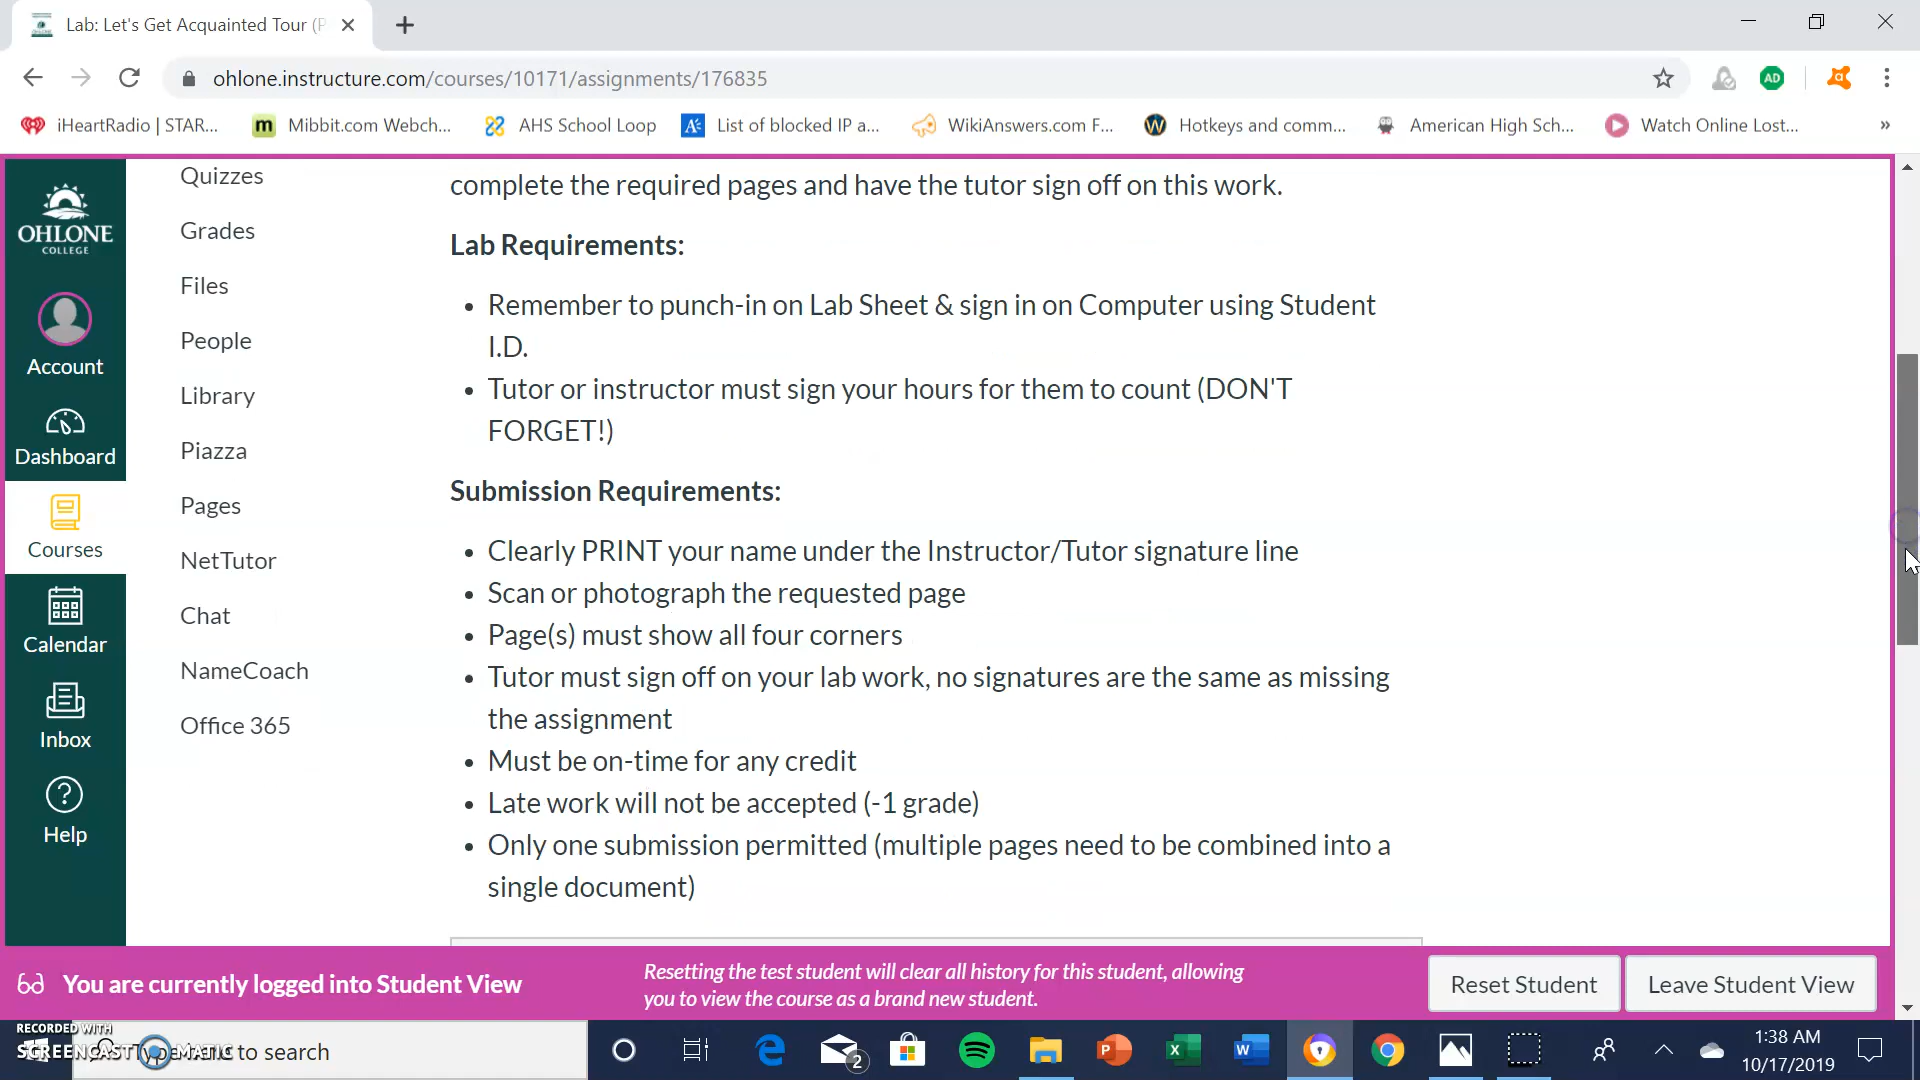 Lab: Let's Get Acquainted Tour (P
ohlone.instructure.com/courses/10171/assignments/176835
AD
iHeartRadio | STAR...
m
Mibbit.com Webch...
AHS School Loop
List of blocked IP a...
WikiAnswers.com F...
W
Hotkeys and comm...
American High Sch...
Watch Online Lost...
»
OHLONE
COLLEGE
Account
Dashboard
Courses
Calendar
Inbox
Help
Quizzes
Grades
Files
People
Library
Piazza
Pages
NetTutor
Chat
NameCoach
Office 365
complete the required pages and have the tutor sign off on this work.
Lab Requirements:
• Remember to punch-in on Lab Sheet & sign in on Computer using Student
I.D.
• Tutor or instructor must sign your hours for them to count (DON'T
FORGET!)
Submission Requirements:
• Clearly PRINT your name under the Instructor/Tutor signature line
• Scan or photograph the requested page
• Page(s) must show all four corners
• Tutor must sign off on your lab work, no signatures are the same as missing
the assignment
• Must be on-time for any credit
• Late work will not be accepted (-1 grade)
• Only one submission permitted (multiple pages need to be combined into a
single document)
You are currently logged into Student View
Resetting the test student will clear all history for this student, allowing
you to view the course as a brand new student.
Reset Student
Leave Student View
RECORDED WITH
SCREENCAST MATIC
Type here to search
2
1:38 AM
10/17/2019